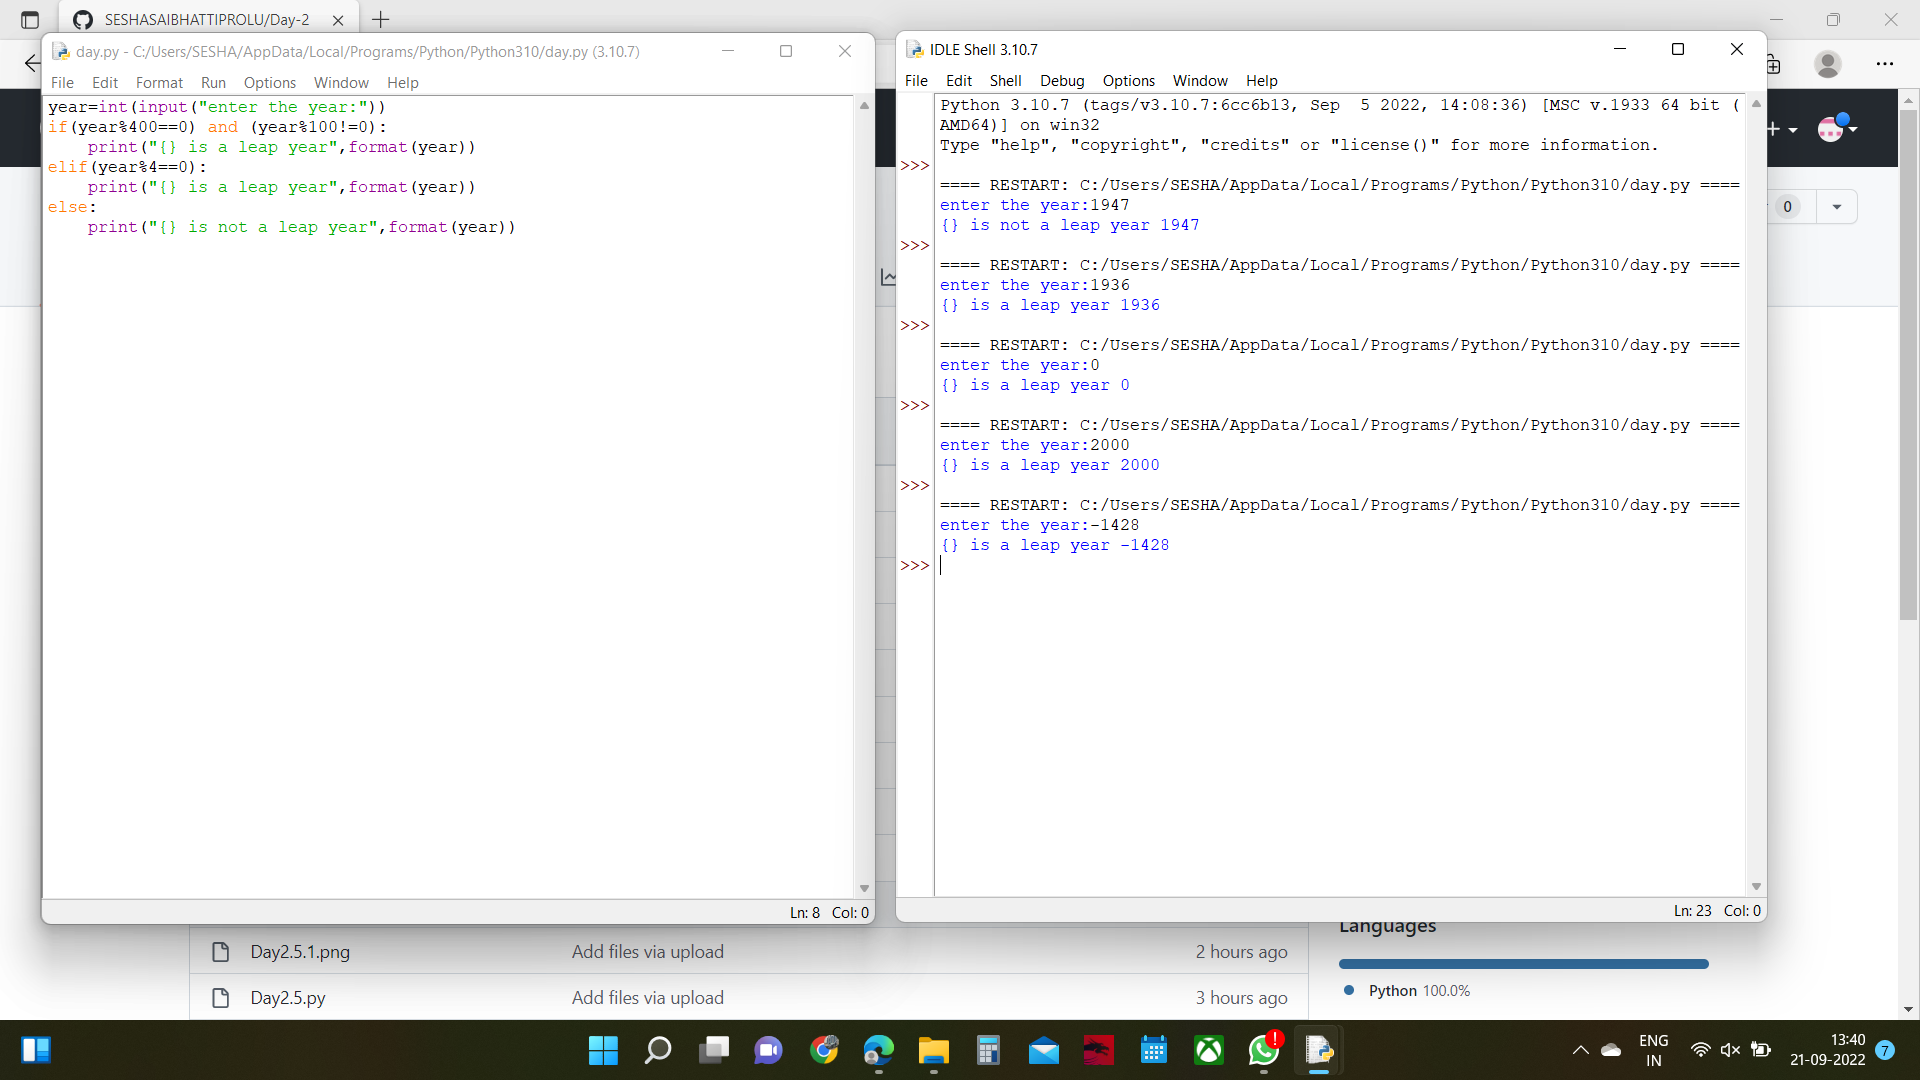 SESHASAIBHATTIPROLU/Day-2
day.py - C:/Users/SESHA/AppData/Local/Programs/Python/Python310/day.py (3.10.7)
File Edit Format Run Options Window Help
year=int(input("enter the year:"))
if(year%400==0) and (year%100!=0):
    print("{} is a leap year",format(year))
elif(year%4==0):
    print("{} is a leap year",format(year))
else:
    print("{} is not a leap year",format(year))
Ln: 8 Col: 0
IDLE Shell 3.10.7
File Edit Shell Debug Options Window Help
Python 3.10.7 (tags/v3.10.7:6cc6b13, Sep  5 2022, 14:08:36) [MSC v.1933 64 bit (
AMD64)] on win32
Type "help", "copyright", "credits" or "license()" for more information.
>>>
==== RESTART: C:/Users/SESHA/AppData/Local/Programs/Python/Python310/day.py ====
enter the year:1947
{} is not a leap year 1947
>>>
==== RESTART: C:/Users/SESHA/AppData/Local/Programs/Python/Python310/day.py ====
enter the year:1936
{} is a leap year 1936
>>>
==== RESTART: C:/Users/SESHA/AppData/Local/Programs/Python/Python310/day.py ====
enter the year:0
{} is a leap year 0
>>>
==== RESTART: C:/Users/SESHA/AppData/Local/Programs/Python/Python310/day.py ====
enter the year:2000
{} is a leap year 2000
>>>
==== RESTART: C:/Users/SESHA/AppData/Local/Programs/Python/Python310/day.py ====
enter the year:-1428
{} is a leap year -1428
>>>
Ln: 23 Col: 0
0
Languages
Python 100.0%
Day2.5.1.png Add files via upload 2 hours ago
Day2.5.py Add files via upload 3 hours ago
ENG
IN
13:40
21-09-2022
7